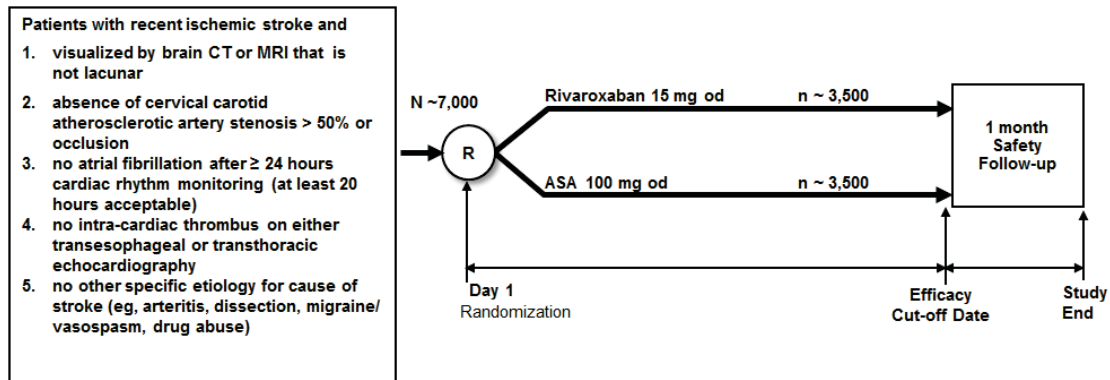 Patients with recent ischemic stroke and
1. visualized by brain CT or MRI that is
not lacunar
2. absence of cervical carotid
atherosclerotic artery stenosis > 50% or
occlusion
3. no atrial fibrillation after ≥ 24 hours
cardiac rhythm monitoring (at least 20
hours acceptable)
4. no intra-cardiac thrombus on either
transesophageal or transthoracic
echocardiography
5. no other specific etiology for cause of
stroke (eg, arteritis, dissection, migraine/
vasospasm, drug abuse)
N ~7,000
R
Rivaroxaban 15 mg od n ~ 3,500
ASA 100 mg od n ~ 3,500
1 month
Safety
Follow-up
Day 1
Randomization
Efficacy
Cut-off Date
Study
End